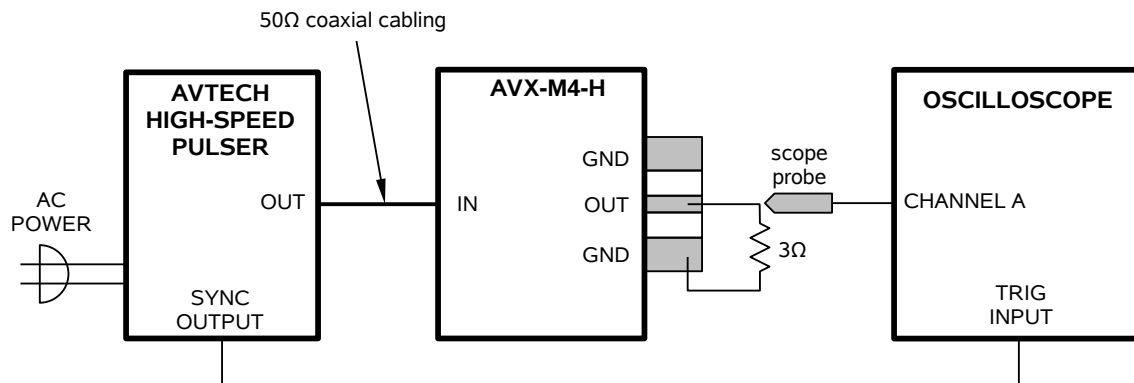 50Ω coaxial cabling
AVTECH
HIGH-SPEED
PULSER
AVX-M4-H
OSCILLOSCOPE
GND
scope
probe
AC
POWER
OUT
IN
OUT
CHANNEL A
GND
3Ω
SYNC
OUTPUT
TRIG
INPUT